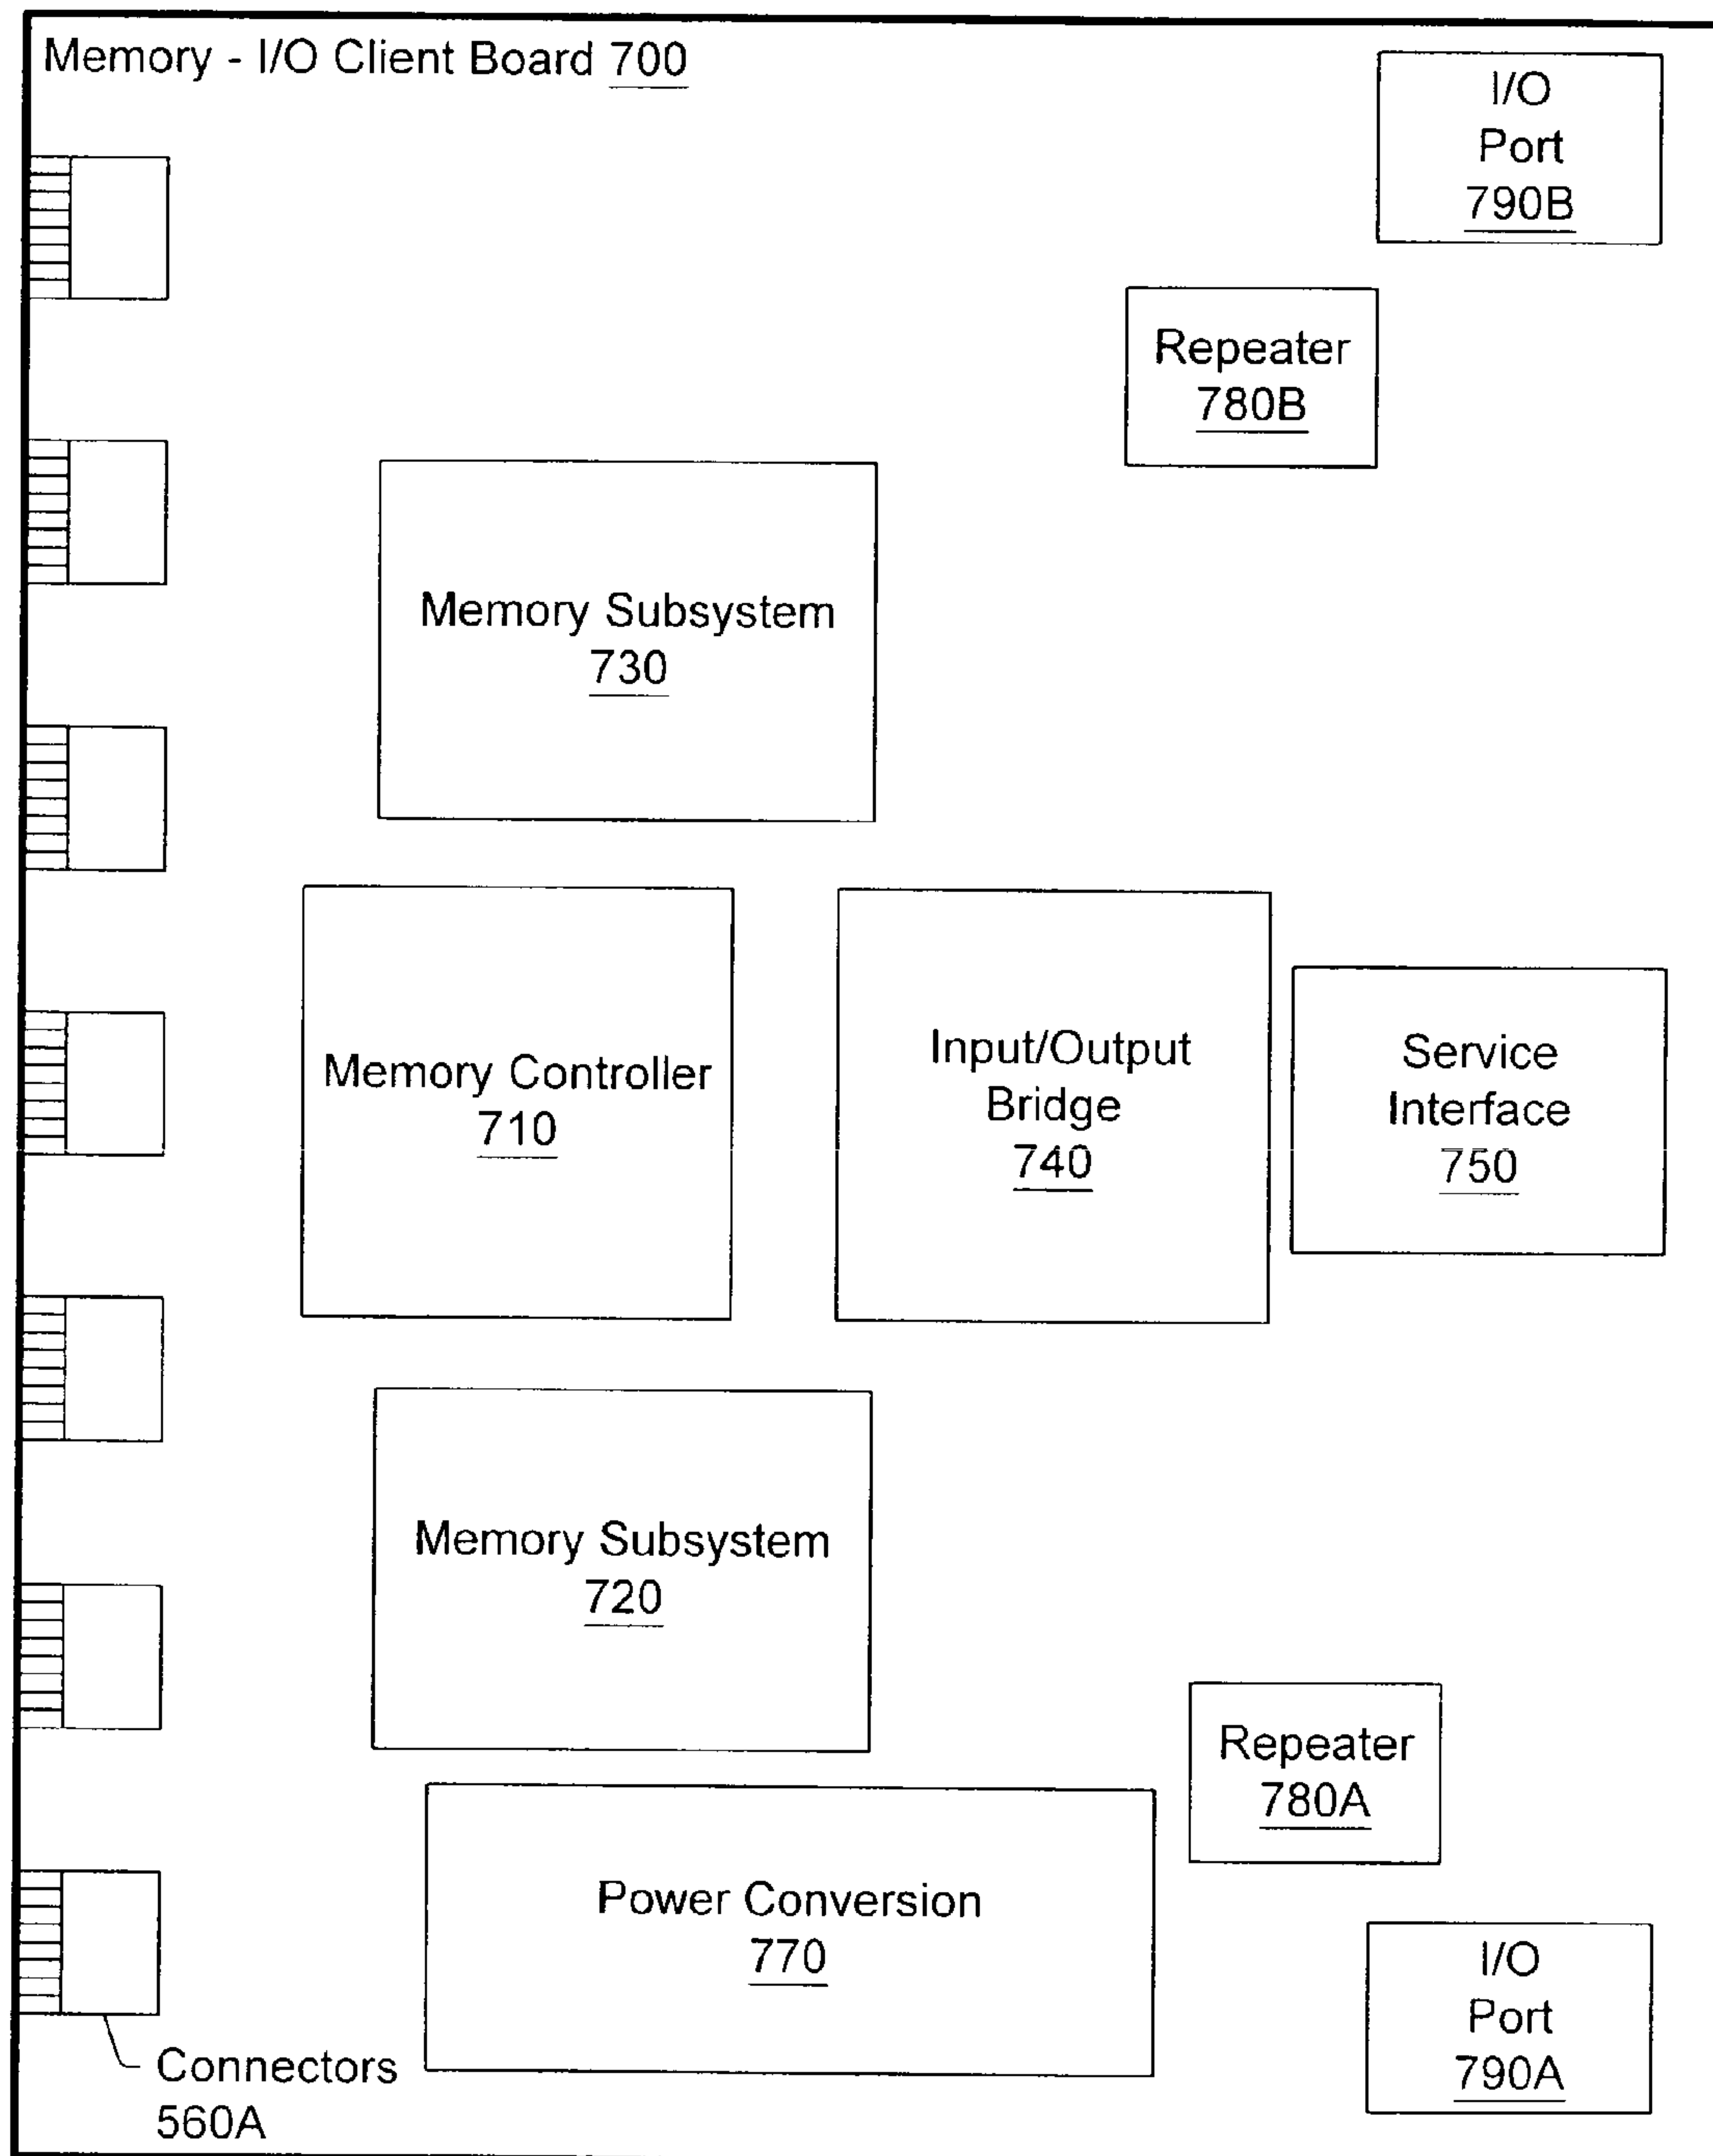 Memory - I/O Client Board 700
I/O
Port
790B
Repeater
780B
Memory Subsystem
730
Memory Controller
710
Input/Output
Bridge
740
Service
Interface
750
Memory Subsystem
720
Repeater
780A
Power Conversion
770
I/O
Port
790A
Connectors
560A